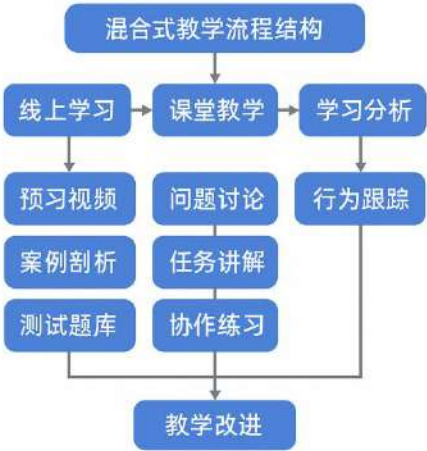 混合式教学流程结构
线上学习
课堂教学
学习分析
预习视频
问题讨论
行为跟踪
案例剖析
任务讲解
测试题库
协作练习
教学改进